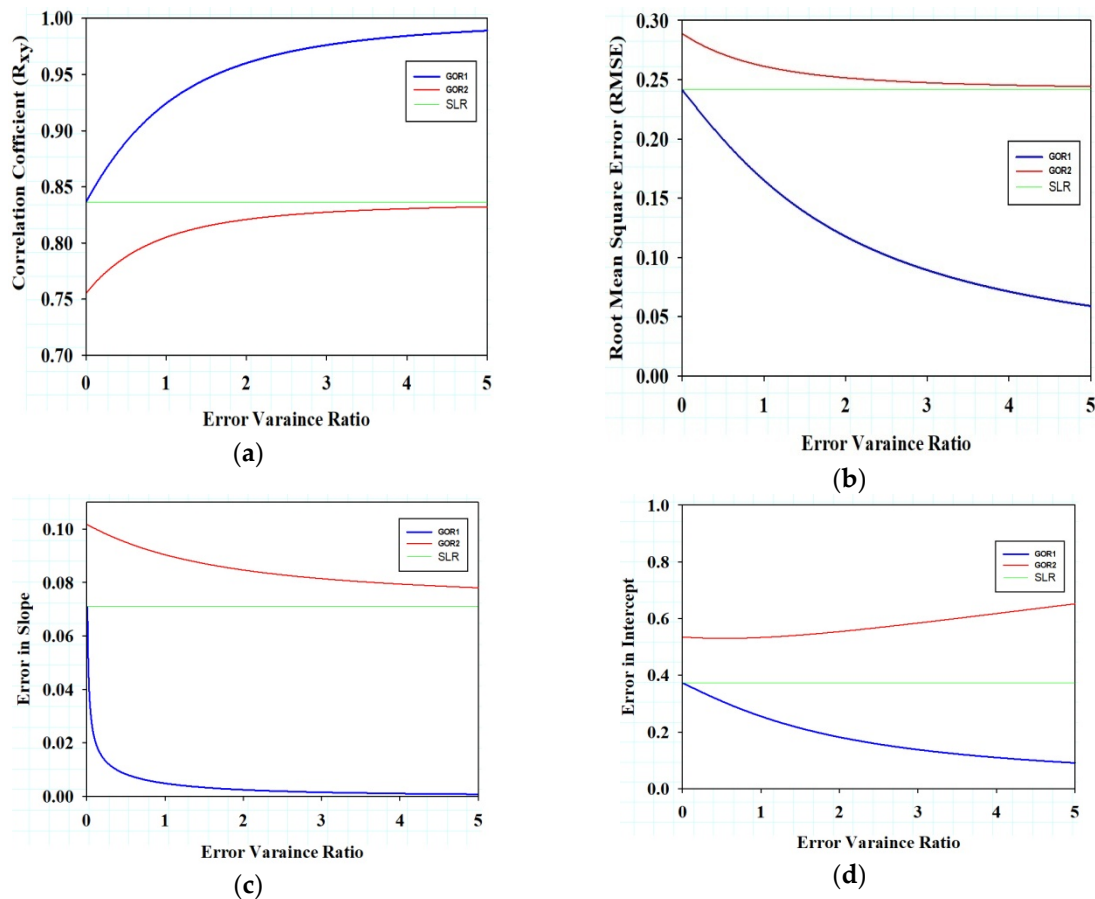 Correlation Cofficient (Rxy)
1.00
0.95
0.90
0.85
0.80
0.75
0.70
GOR1
GOR2
SLR
0 1 2 3 4 5
Error Varaince Ratio
(a)
Root Mean Square Error (RMSE)
0.30
0.25
0.20
0.15
0.10
0.05
0.00
GOR1
GOR2
SLR
0 1 2 3 4 5
Error Varaince Ratio
(b)
Error in Slope
0.10
0.08
0.06
0.04
0.02
0.00
GOR1
GOR2
SLR
0 1 2 3 4 5
Error Varaince Ratio
(c)
Error in Intercept
1.0
0.8
0.6
0.4
0.2
0.0
GOR1
GOR2
SLR
0 1 2 3 4 5
Error Varaince Ratio
(d)